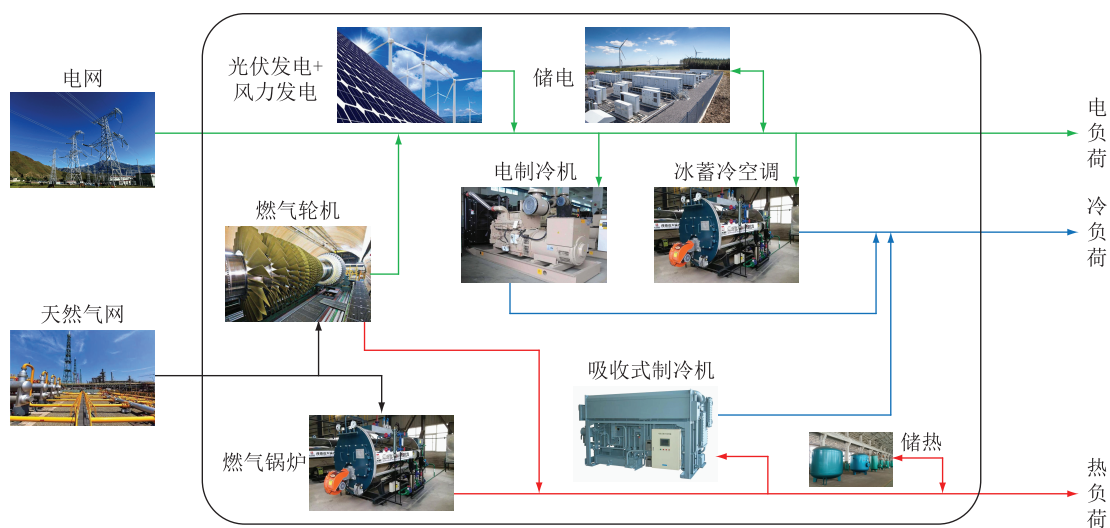 光伏发电+
风力发电
储电
电网
电负荷
电制冷机
冰蓄冷空调
冷负荷
燃气轮机
天然气网
吸收式制冷机
燃气锅炉
储热
热负荷